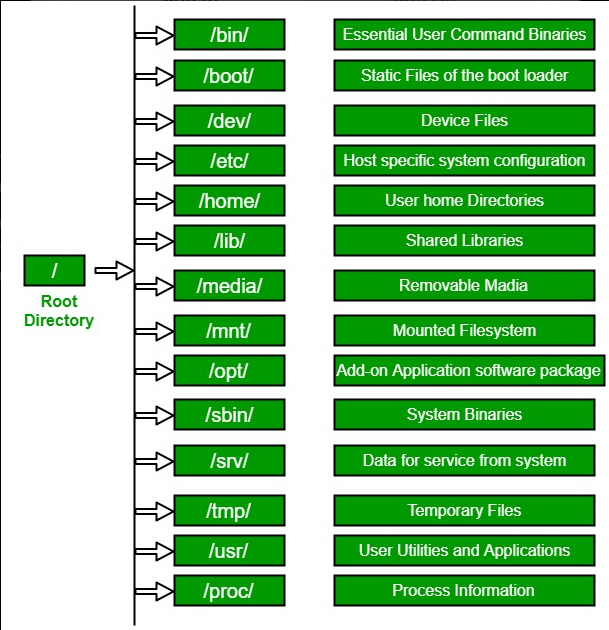 /bin/ Essential User Command Binaries
/boot/ Static Files of the boot loader
/dev/ Device Files
/etc/ Host specific system configuration
/home/ User home Directories
/lib/ Shared Libraries
/
Root
Directory
/media/ Removable Madia
/mnt/ Mounted Filesystem
/opt/ Add-on Application software package
/sbin/ System Binaries
/srv/ Data for service from system
/tmp/ Temporary Files
/usr/ User Utilities and Applications
/proc/ Process Information